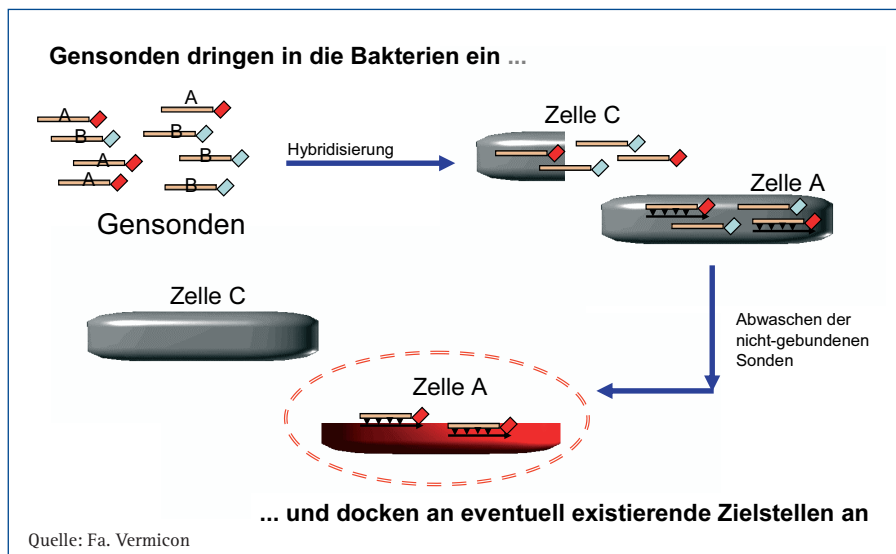 Gensonden dringen in die Bakterien ein ...
A
A
B
B
A
B
A
B
Gensonden
Hybridisierung
Zelle C
Zelle A
Zelle C
Abwaschen der
nicht-gebundenen
Sonden
Zelle A
... und docken an eventuell existierende Zielstellen an
Quelle: Fa. Vermicon